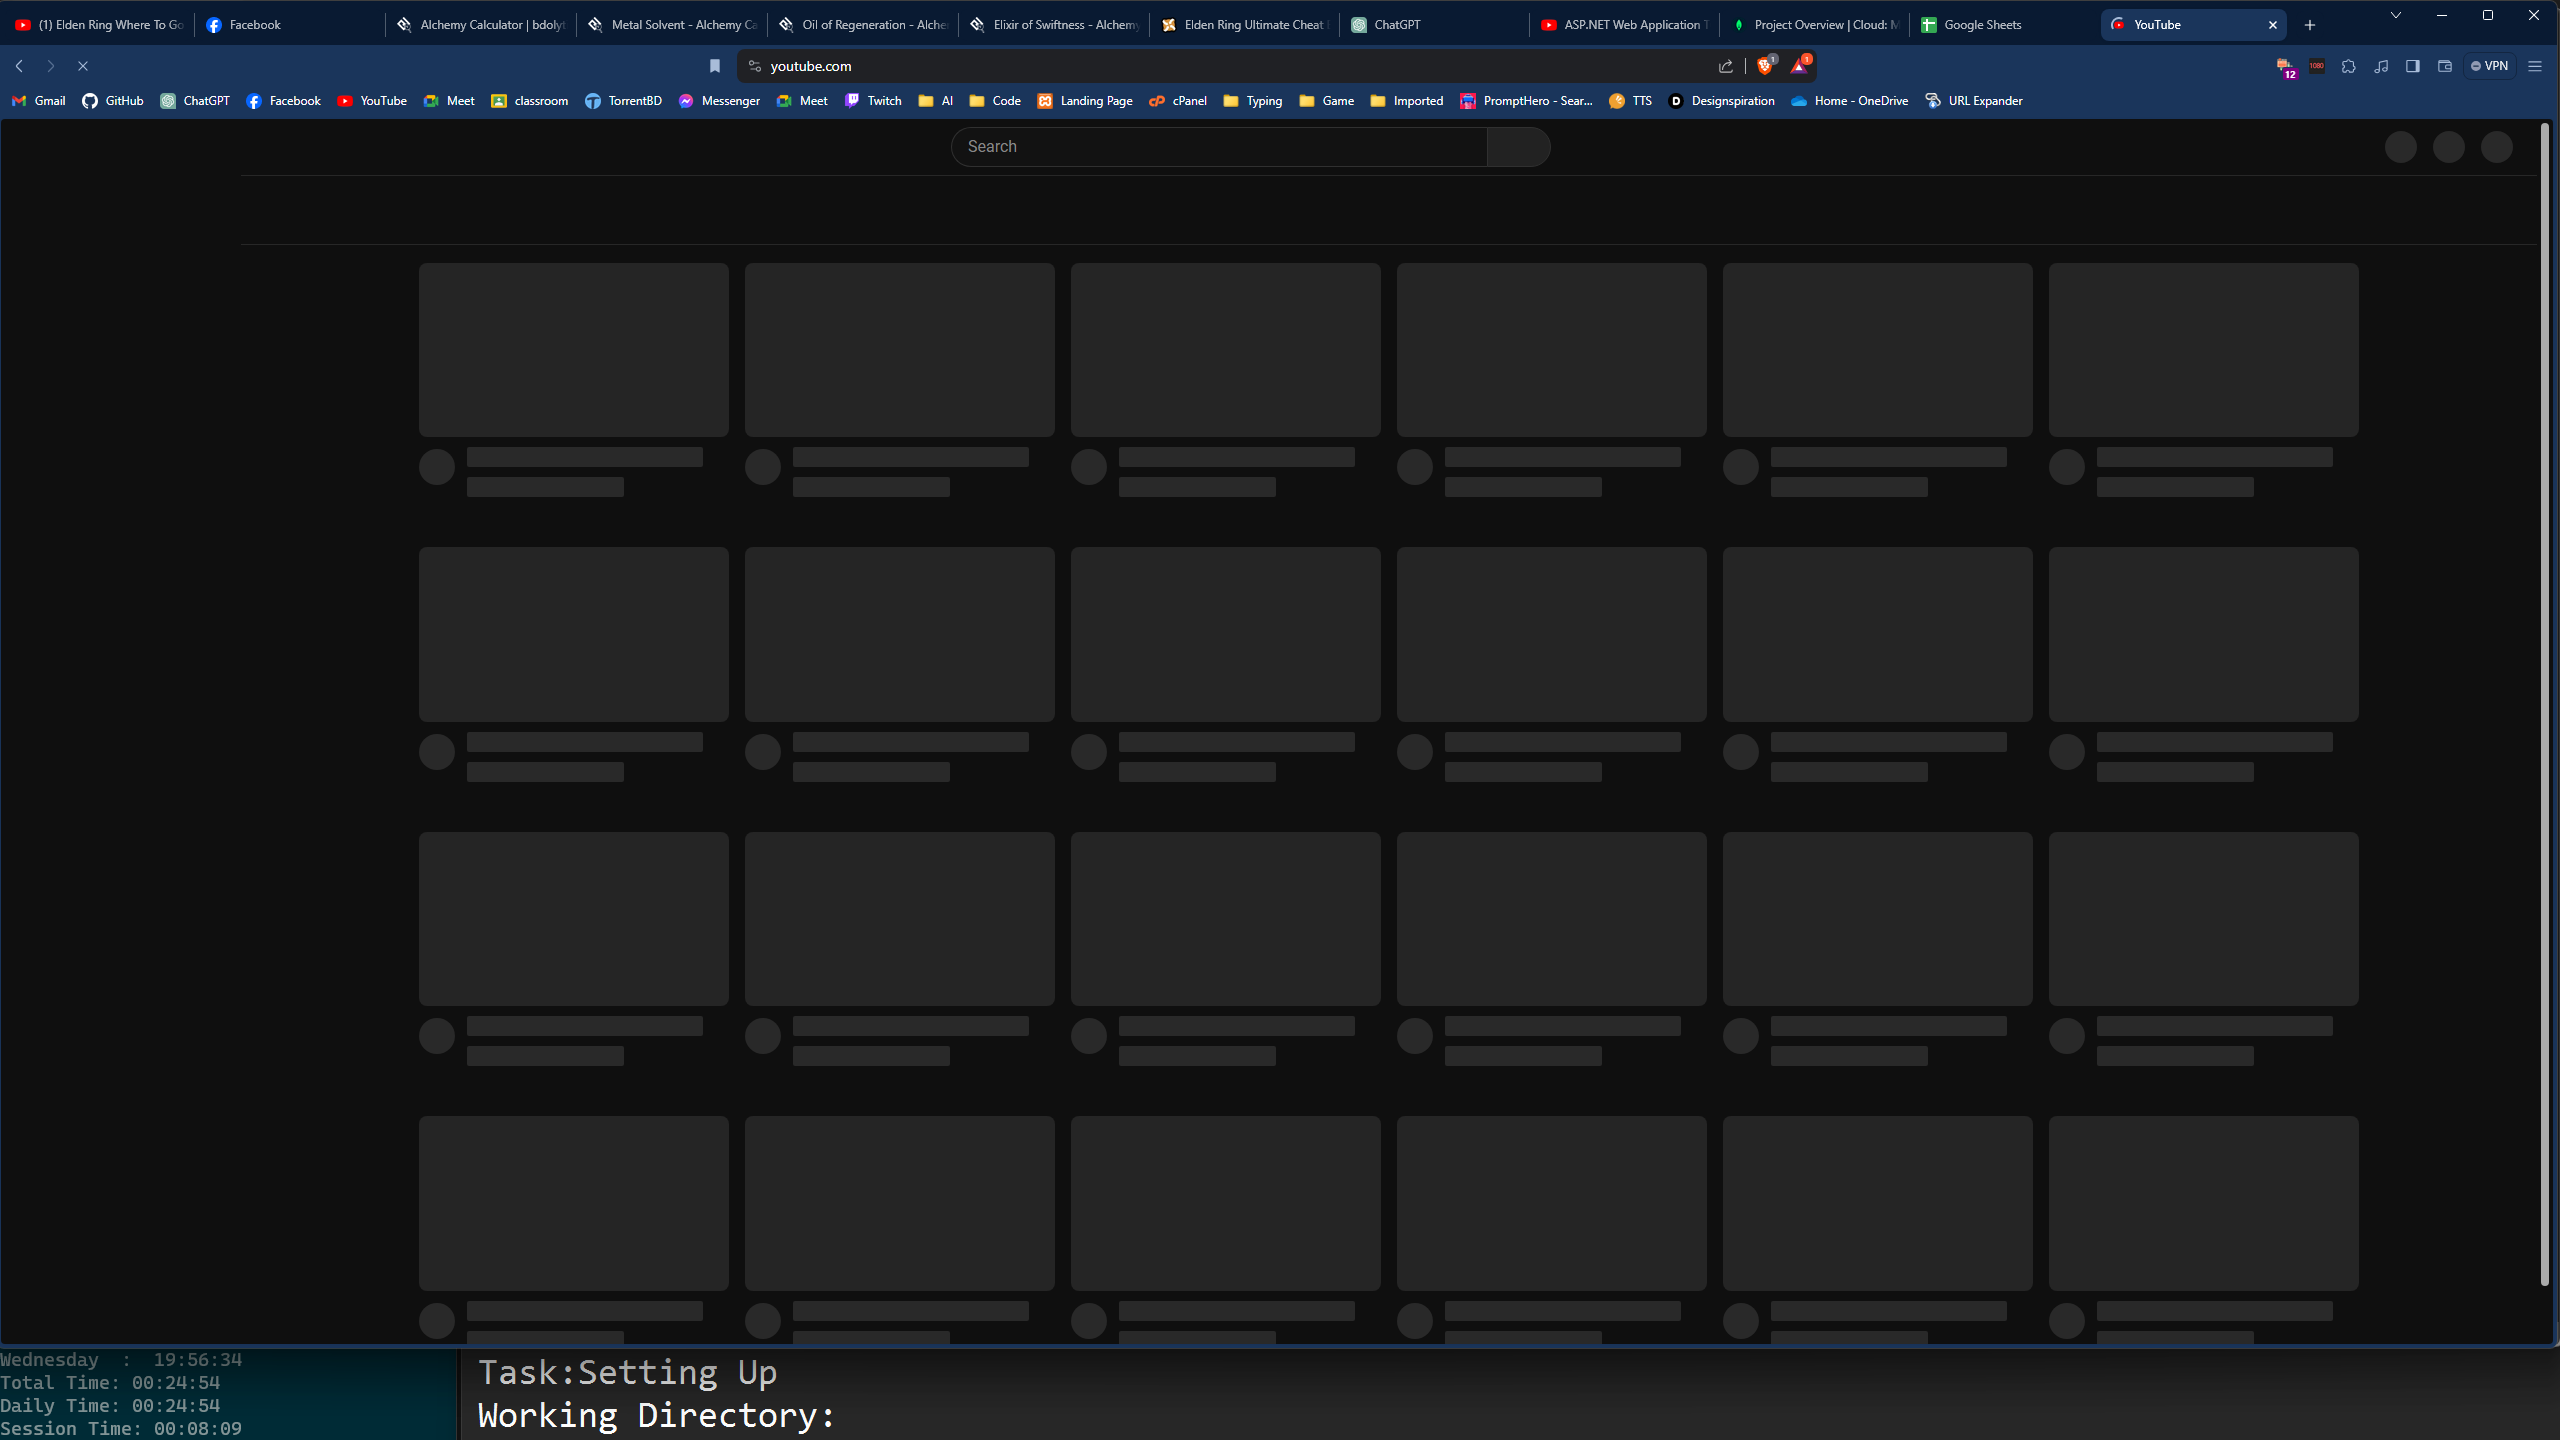 (1) Elden Ring Where To Go
Facebook
Alchemy Calculator | bdolyt
Metal Solvent - Alchemy Ca
Oil of Regeneration - Alche
Elixir of Swiftness - Alchemy
Elden Ring Ultimate Cheat
ChatGPT
ASP.NET Web Application T
Project Overview | Cloud: M
Google Sheets
YouTube
youtube.com
1
1
12
1080
VPN
Gmail
GitHub
ChatGPT
Facebook
YouTube
Meet
classroom
TorrentBD
Messenger
Meet
Twitch
AI
Code
Landing Page
cPanel
Typing
Game
Imported
PromptHero - Sear...
TTS
Designspiration
Home - OneDrive
URL Expander
Search
Wednesday : 19:56:34
Total Time: 00:24:54
Daily Time: 00:24:54
Session Time: 00:08:09
Task:Setting Up
Working Directory: